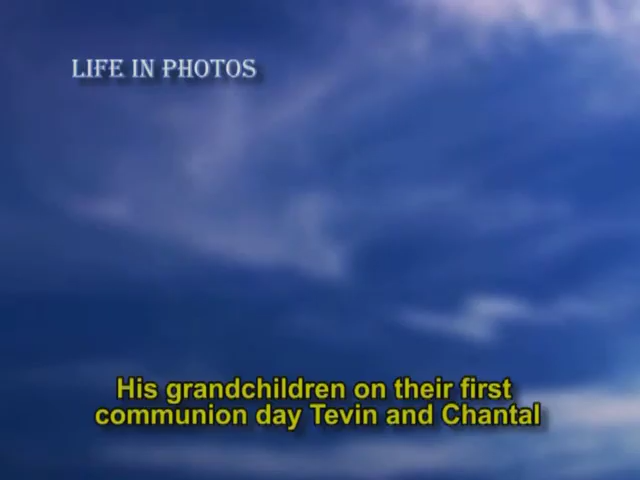 LIFE IN PHOTOS
His grandchildren on their first
communion day Tevin and Chantal